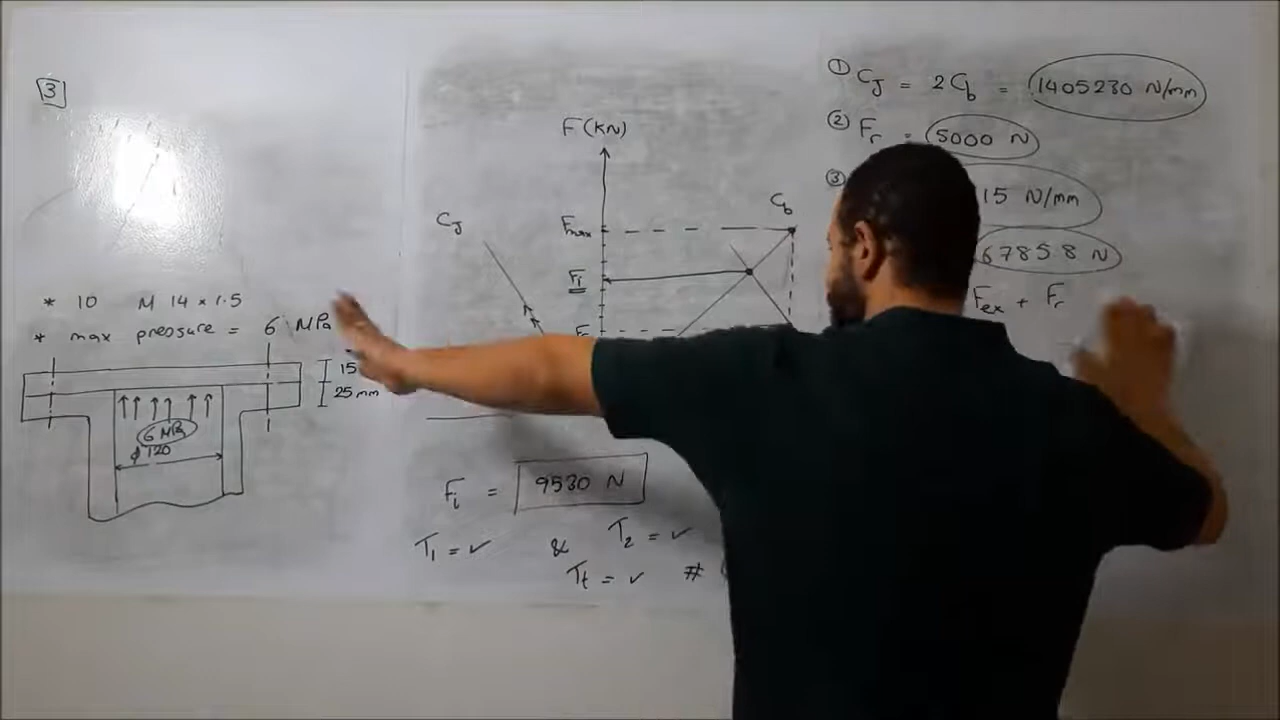 3
* 10 M 14 × 1.5
* max pressure = 6 MPa
15
25 mm
6 MPa
ϕ 120
F (KN)
CJ
Cb
Fmax
Fi
Fi = 9530 N
T1 = ✓ & T2 = ✓
Tt = ✓ #
① CJ = 2Cb = 1405230 N/mm
② Fr = 5000 N
③ 15 N/mm
6785.8 N
Fex + Fr